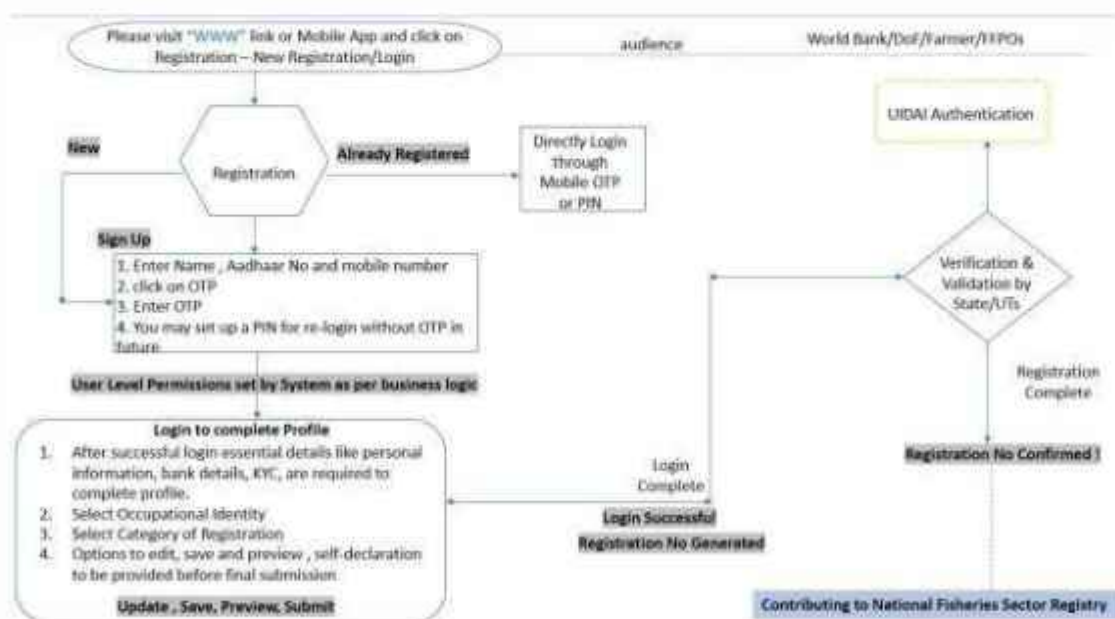 Please visit "WWW" link or Mobile App and click on
Registration – New Registration/Login
audience
World Bank/DoF/Farmer/FFPOs
UIDAI Authentication
New
Registration
Already Registered
Directly Login
through
Mobile OTP
or PIN
Sign Up
1. Enter Name , Aadhaar No and mobile number
2. click on OTP
3. Enter OTP
4. You may set up a PIN for re-login without OTP in
future
Verification &
Validation by
State/UTs
User Level Permissions set by System as per business logic
Registration
Complete
Login to complete Profile
1. After successful login essential details like personal
information, bank details, KYC, are required to
complete profile.
2. Select Occupational Identity
3. Select Category of Registration
4. Options to edit, save and preview , self-declaration
to be provided before final submission
Update , Save, Preview, Submit
Login
Complete
Login Successful
Registration No Generated
Registration No Confirmed !
Contributing to National Fisheries Sector Registry